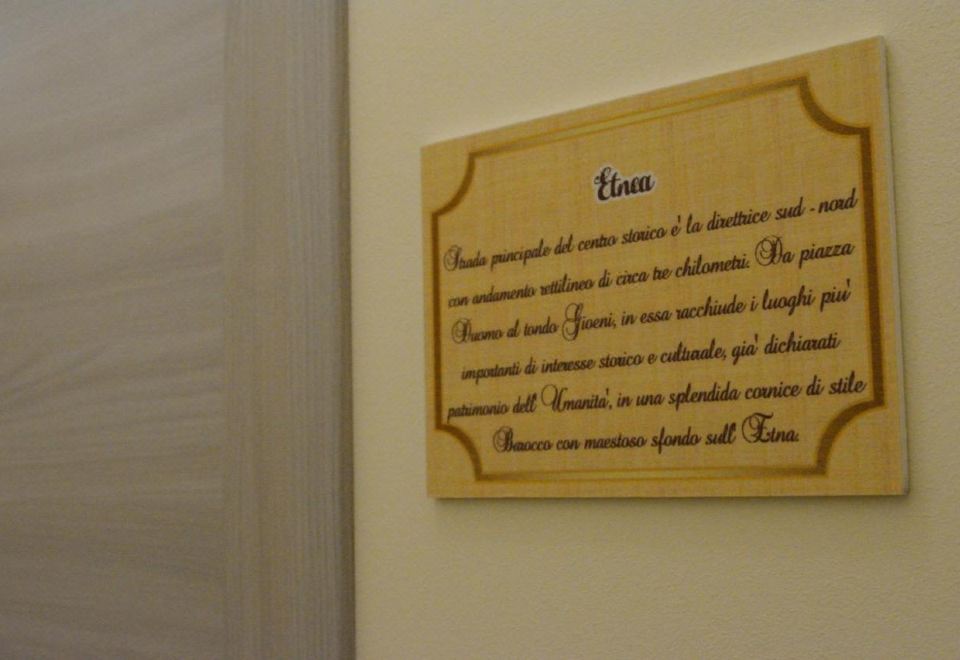 Etnea
Strada principale del centro storico e' la direttrice sud - nord
con andamento rettilineo di circa tre chilometri. Da piazza
Duomo al tondo Gioeni, in essa racchiude i luoghi piu'
importanti di interesse storico e culturale, gia' dichiarati
patrimonio dell' Umanita', in una splendida cornice di stile
Barocco con maestoso sfondo sull' Etna.